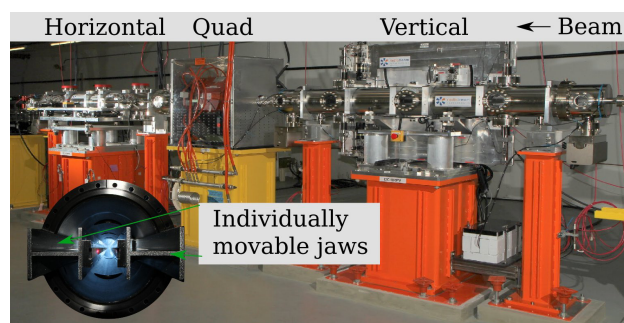 Horizontal
Quad
Vertical
Beam
Individually
movable jaws